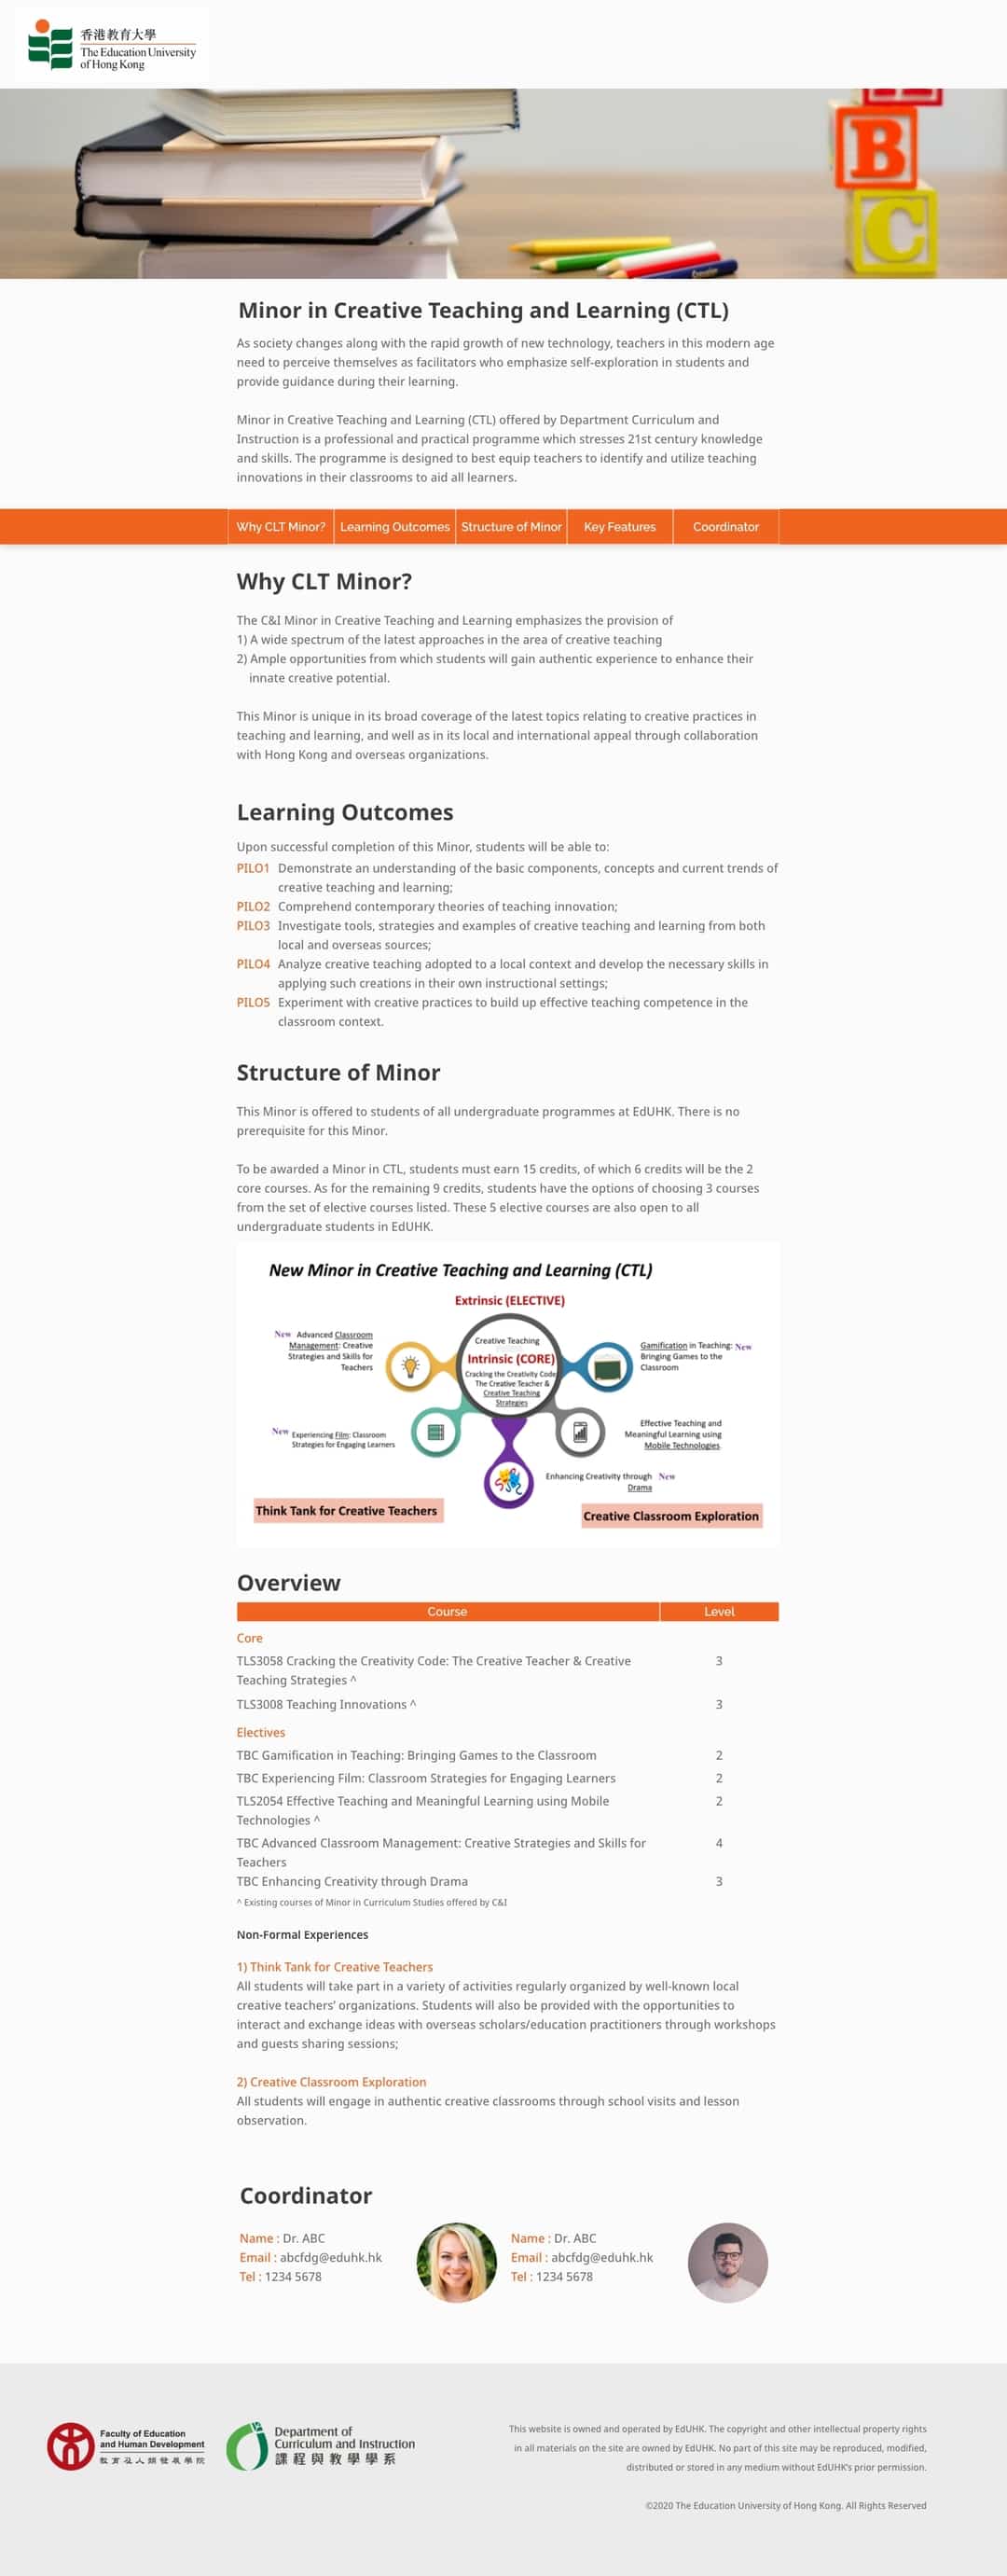 香港教育大學
The Education University
of Hong Kong
B
C
Minor in Creative Teaching and Learning (CTL)
As society changes along with the rapid growth of new technology, teachers in this modern age
need to perceive themselves as facilitators who emphasize self-exploration in students and
provide guidance during their learning.
Minor in Creative Teaching and Learning (CTL) offered by Department Curriculum and
Instruction is a professional and practical programme which stresses 21st century knowledge
and skills. The programme is designed to best equip teachers to identify and utilize teaching
innovations in their classrooms to aid all learners.
Why CLT Minor? Learning Outcomes Structure of Minor Key Features Coordinator
Why CLT Minor?
The C&I Minor in Creative Teaching and Learning emphasizes the provision of
1) A wide spectrum of the latest approaches in the area of creative teaching
2) Ample opportunities from which students will gain authentic experience to enhance their
innate creative potential.
This Minor is unique in its broad coverage of the latest topics relating to creative practices in
teaching and learning, and well as in its local and international appeal through collaboration
with Hong Kong and overseas organizations.
Learning Outcomes
Upon successful completion of this Minor, students will be able to:
PILO1 Demonstrate an understanding of the basic components, concepts and current trends of
creative teaching and learning;
PILO2 Comprehend contemporary theories of teaching innovation;
PILO3 Investigate tools, strategies and examples of creative teaching and learning from both
local and overseas sources;
PILO4 Analyze creative teaching adopted to a local context and develop the necessary skills in
applying such creations in their own instructional settings;
PILO5 Experiment with creative practices to build up effective teaching competence in the
classroom context.
Structure of Minor
This Minor is offered to students of all undergraduate programmes at EdUHK. There is no
prerequisite for this Minor.
To be awarded a Minor in CTL, students must earn 15 credits, of which 6 credits will be the 2
core courses. As for the remaining 9 credits, students have the options of choosing 3 courses
from the set of elective courses listed. These 5 elective courses are also open to all
undergraduate students in EdUHK.
New Minor in Creative Teaching and Learning (CTL)
Extrinsic (ELECTIVE)
New Advanced Classroom
Management: Creative
Strategies and Skills for
Teachers
Creative Teaching
Intrinsic (CORE)
Cracking the Creativity Code
The Creative Teacher &
Creative Teaching
Strategies
Gamification in Teaching: New
Bringing Games to the
Classroom
New Experiencing Film: Classroom
Strategies for Engaging Learners
Effective Teaching and
Meaningful Learning using
Mobile Technologies.
Enhancing Creativity through New
Drama
Think Tank for Creative Teachers
Creative Classroom Exploration
Overview
Course Level
Core
TLS3058 Cracking the Creativity Code: The Creative Teacher & Creative 3
Teaching Strategies ^
TLS3008 Teaching Innovations ^ 3
Electives
TBC Gamification in Teaching: Bringing Games to the Classroom 2
TBC Experiencing Film: Classroom Strategies for Engaging Learners 2
TLS2054 Effective Teaching and Meaningful Learning using Mobile 2
Technologies ^
TBC Advanced Classroom Management: Creative Strategies and Skills for 4
Teachers
TBC Enhancing Creativity through Drama 3
^ Existing courses of Minor in Curriculum Studies offered by C&I
Non-Formal Experiences
1) Think Tank for Creative Teachers
All students will take part in a variety of activities regularly organized by well-known local
creative teachers' organizations. Students will also be provided with the opportunities to
interact and exchange ideas with overseas scholars/education practitioners through workshops
and guests sharing sessions;
2) Creative Classroom Exploration
All students will engage in authentic creative classrooms through school visits and lesson
observation.
Coordinator
Name : Dr. ABC
Email : abcfdg@eduhk.hk
Tel : 1234 5678
Name : Dr. ABC
Email : abcfdg@eduhk.hk
Tel : 1234 5678
Faculty of Education
and Human Development
教育及人類發展學院
Department of
Curriculum and Instruction
課程與教學學系
This website is owned and operated by EdUHK. The copyright and other intellectual property rights
in all materials on the site are owned by EdUHK. No part of this site may be reproduced, modified,
distributed or stored in any medium without EdUHK's prior permission.
©2020 The Education University of Hong Kong. All Rights Reserved